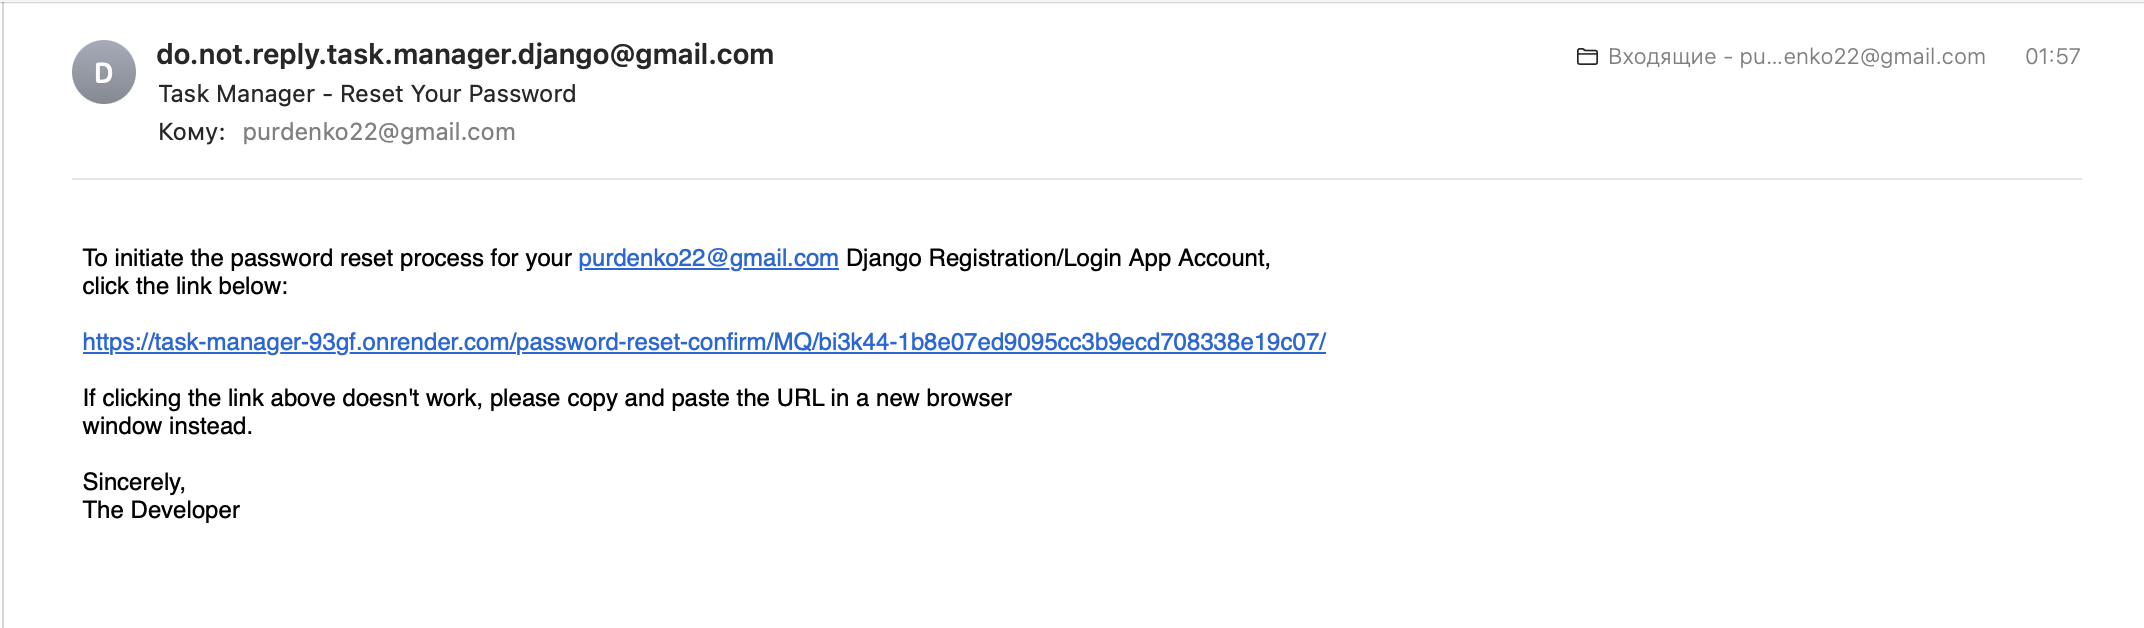 D
do.not.reply.task.manager.django@gmail.com
Входящие - pu...enko22@gmail.com
01:57
Task Manager - Reset Your Password
Кому: purdenko22@gmail.com
To initiate the password reset process for your purdenko22@gmail.com Django Registration/Login App Account,
click the link below:
https://task-manager-93gf.onrender.com/password-reset-confirm/MQ/bi3k44-1b8e07ed9095cc3b9ecd708338e19c07/
If clicking the link above doesn't work, please copy and paste the URL in a new browser
window instead.
Sincerely,
The Developer